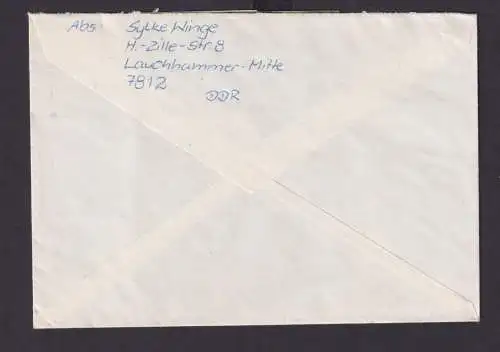 Abs: Sylke Winge
H.-Zille-Str. 8
Lauchhammer-Mitte
7812
DDR